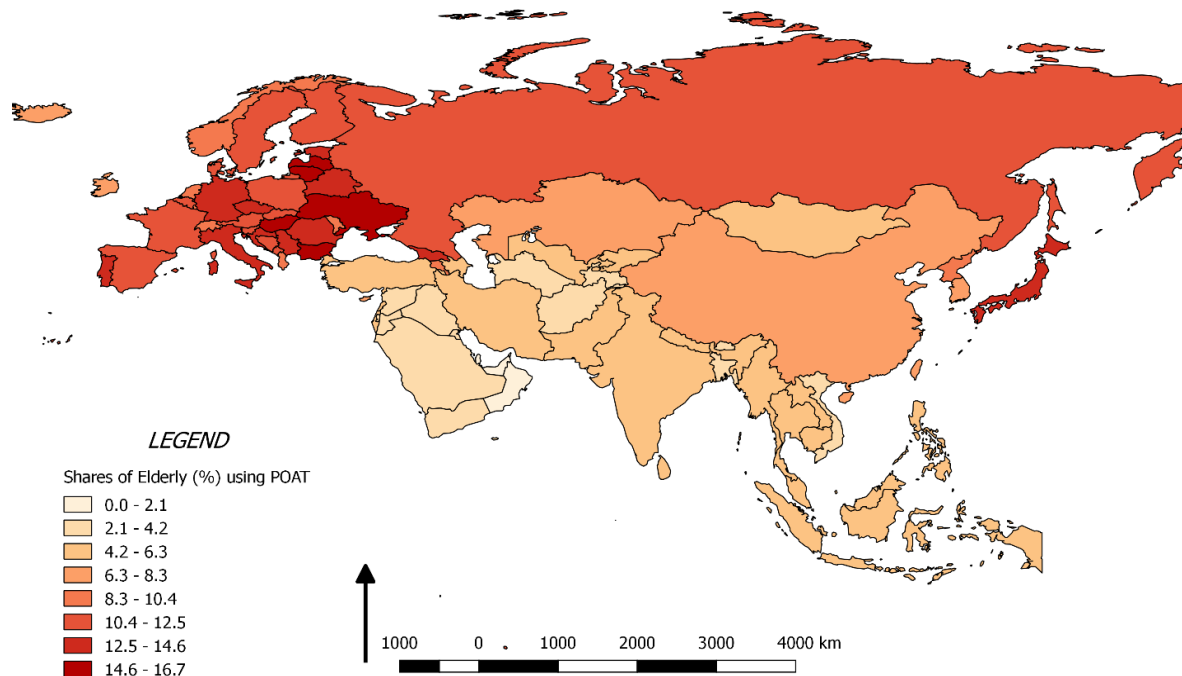 LEGEND
Shares of Elderly (%) using POAT
0.0 - 2.1
2.1 - 4.2
4.2 - 6.3
6.3 - 8.3
8.3 - 10.4
10.4 - 12.5
12.5 - 14.6
14.6 - 16.7
1000 0 1000 2000 3000 4000 km